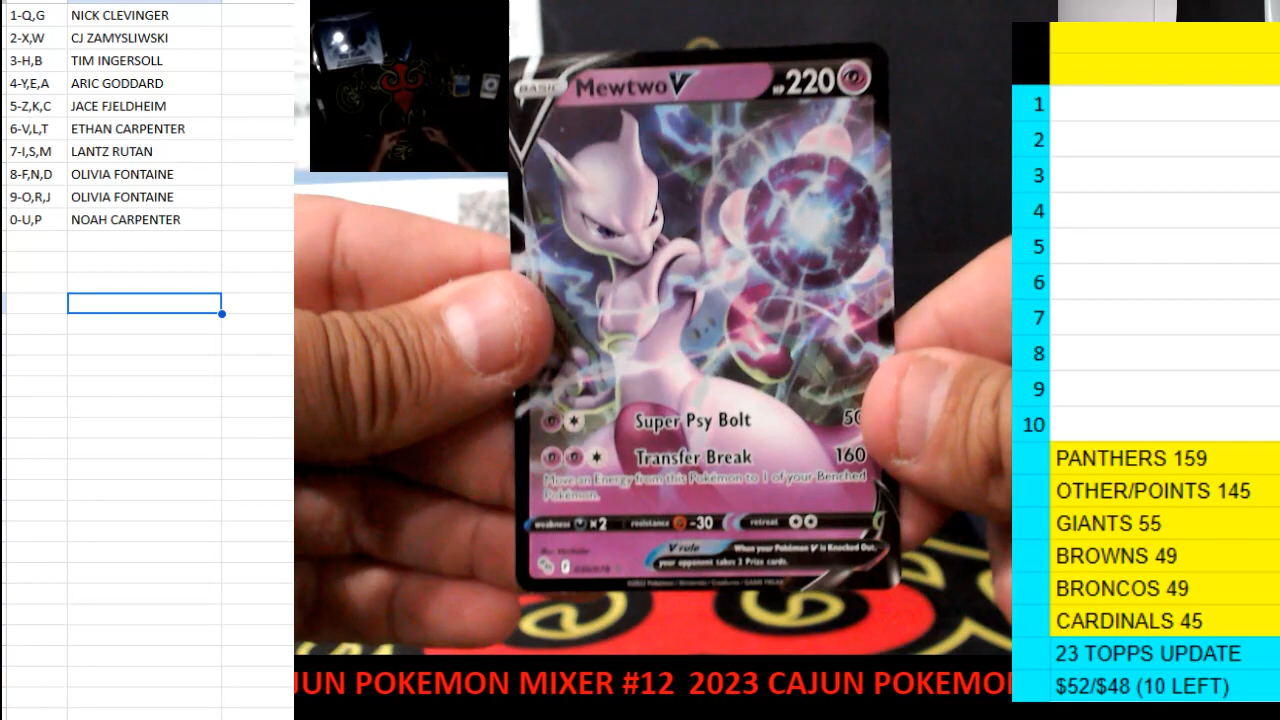 1-Q,G NICK CLEVINGER
2-X,W CJ ZAMYSLIWSKI
3-H,B TIM INGERSOLL
4-Y,E,A ARIC GODDARD
5-Z,K,C JACE FJELDHEIM
6-V,L,T ETHAN CARPENTER
7-I,S,M LANTZ RUTAN
8-F,N,D OLIVIA FONTAINE
9-O,R,J OLIVIA FONTAINE
0-U,P NOAH CARPENTER
BASIC Mewtwo V HP 220
Super Psy Bolt 50
Transfer Break 160
Move an Energy from this Pokémon to 1 of your Benched
Pokémon.
weakness ×2 resistance -30 retreat
V rule When your Pokémon V is Knocked Out,
your opponent takes 2 Prize cards.
JUN POKEMON MIXER #12 2023 CAJUN POKEMO
1
2
3
4
5
6
7
8
9
10
PANTHERS 159
OTHER/POINTS 145
GIANTS 55
BROWNS 49
BRONCOS 49
CARDINALS 45
23 TOPPS UPDATE
$52/$48 (10 LEFT)